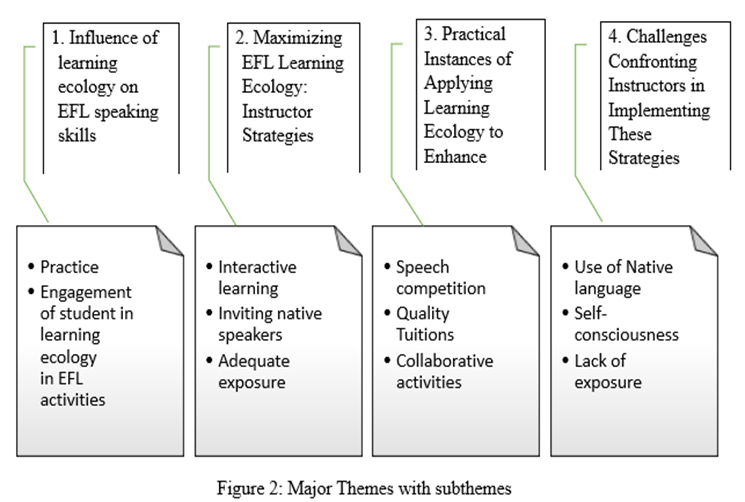 1. Influence of
learning
ecology on
EFL speaking
skills
2. Maximizing
EFL Learning
Ecology:
Instructor
Strategies
3. Practical
Instances of
Applying
Learning
Ecology to
Enhance
4. Challenges
Confronting
Instructors in
Implementing
These
Strategies
• Practice
• Engagement
of student in
learning
ecology
in EFL
activities
• Interactive
learning
• Inviting native
speakers
• Adequate
exposure
• Speech
competition
• Quality
Tuitions
• Collaborative
activities
• Use of Native
language
• Self-
consciousness
• Lack of
exposure
Figure 2: Major Themes with subthemes